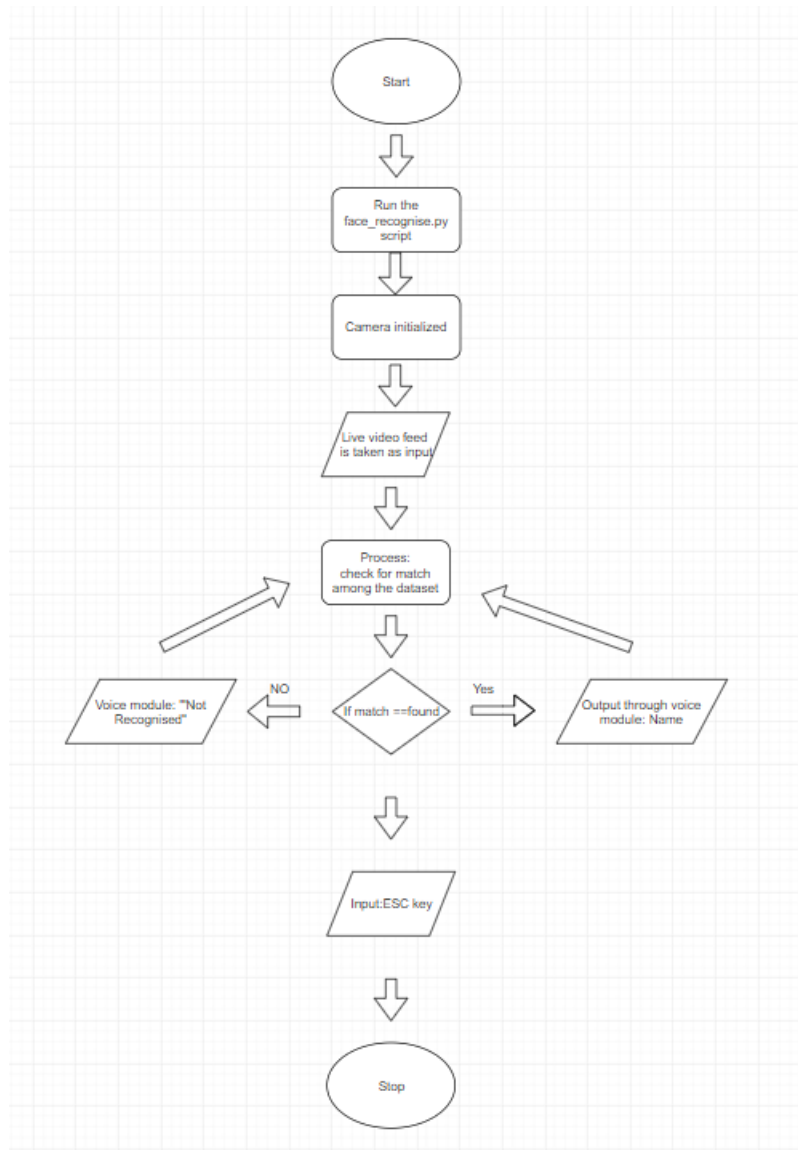 Start
Run the
face_recognise.py
script
Camera initialized
Live video feed
is taken as input
Process:
check for match
among the dataset
NO
Yes
Voice module: '"Not
Recognised"
If match ==found
Output through voice
module: Name
Input:ESC key
Stop